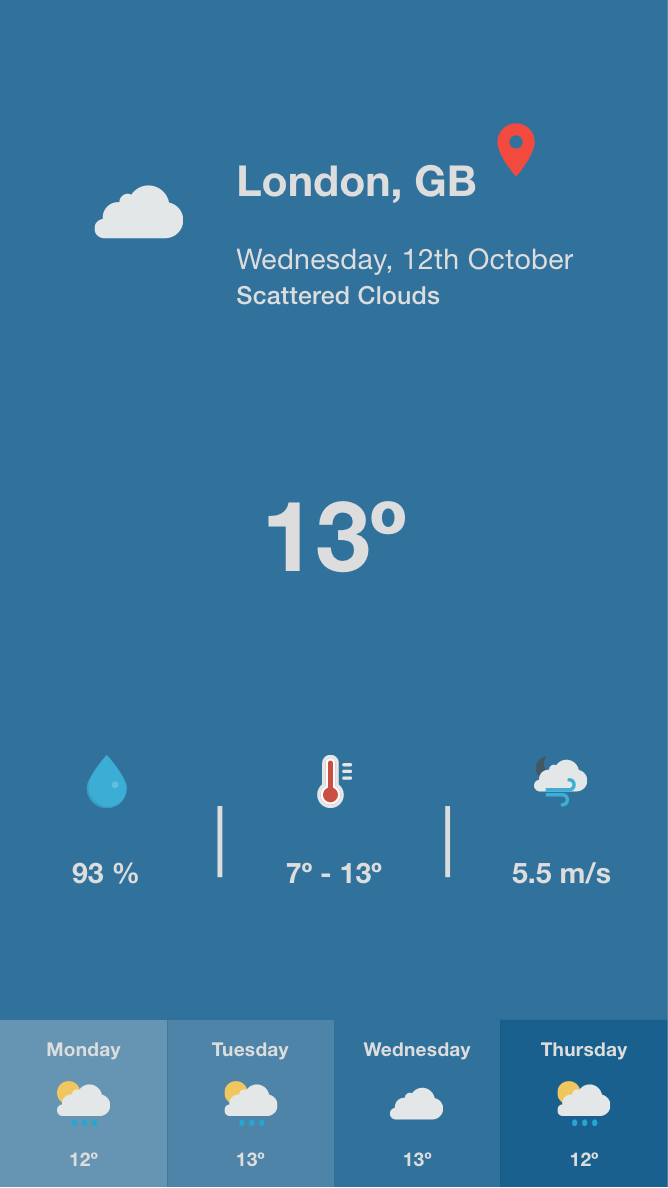 London, GB
Wednesday, 12th October
Scattered Clouds
13º
93 %
7º - 13º
5.5 m/s
Monday
Tuesday
Wednesday
Thursday
12º
13º
13º
12º